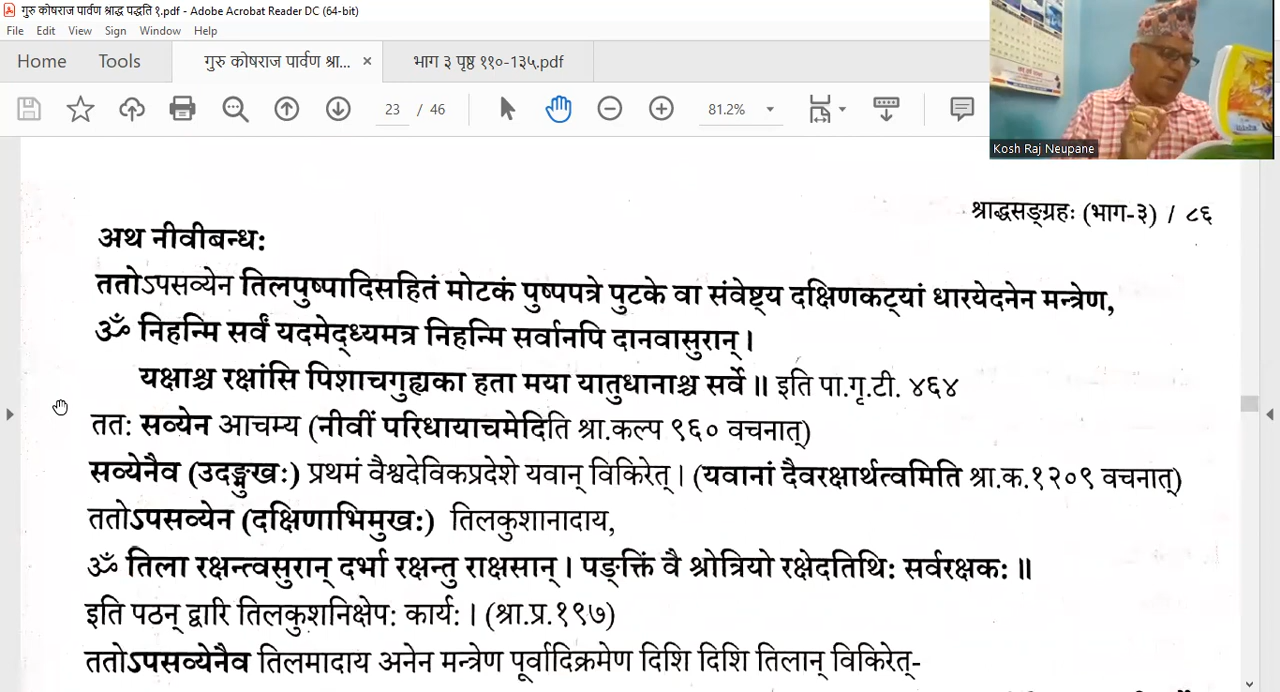 गुरु कोषराज पार्वण श्राद्ध पद्धति १.pdf - Adobe Acrobat Reader DC (64-bit)
File Edit View Sign Window Help
Home Tools गुरु कोषराज पार्वण श्रा... × भाग ३ पृष्ठ ११०-१३५.pdf
23 / 46 81.2%
Kosh Raj Neupane
श्राद्धसङ्ग्रहः (भाग-३) / ८६
अथ नीवीबन्धः
ततोऽपसव्येन तिलपुष्पादिसहितं मोटकं पुष्पपत्रे पुटके वा संवेष्ट्य दक्षिणकट्यां धारयेदनेन मन्त्रेण,
ॐ निहन्मि सर्वं यदमेद्ध्यमत्र निहन्मि सर्वानपि दानवासुरान् ।
यक्षाश्च रक्षांसि पिशाचगुह्यका हता मया यातुधानाश्च सर्वे ॥ इति पा.गृ.टी. ४६४
ततः सव्येन आचम्य (नीवीं परिधायाचमेदिति श्रा.कल्प ९६० वचनात्)
सव्येनैव (उदङ्मुखः) प्रथमं वैश्वदेविकप्रदेशे यवान् विकिरेत् । (यवानां दैवरक्षार्थत्वमिति श्रा.क.१२०९ वचनात्)
ततोऽपसव्येन (दक्षिणाभिमुखः) तिलकुशानादाय,
ॐ तिला रक्षन्त्वसुरान् दर्भा रक्षन्तु राक्षसान् । पङ्क्तिं वै श्रोत्रियो रक्षेदतिथिः सर्वरक्षकः ॥
इति पठन् द्वारि तिलकुशनिक्षेपः कार्यः । (श्रा.प्र.१९७)
ततोऽपसव्येनैव तिलमादाय अनेन मन्त्रेण पूर्वादिक्रमेण दिशि दिशि तिलान् विकिरेत्-